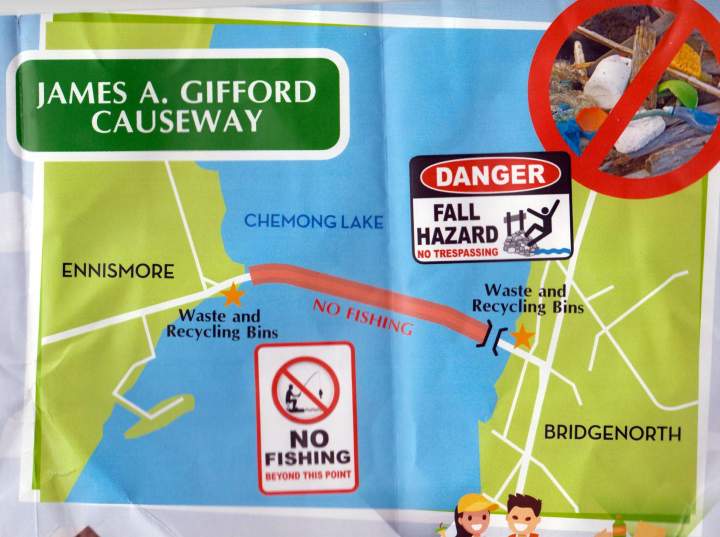 JAMES A. GIFFORD
CAUSEWAY
DANGER
FALL
HAZARD
NO TRESPASSING
CHEMONG LAKE
ENNISMORE
Waste and
Recycling Bins
NO FISHING
Waste and
Recycling Bins
NO
FISHING
BEYOND THIS POINT
BRIDGENORTH